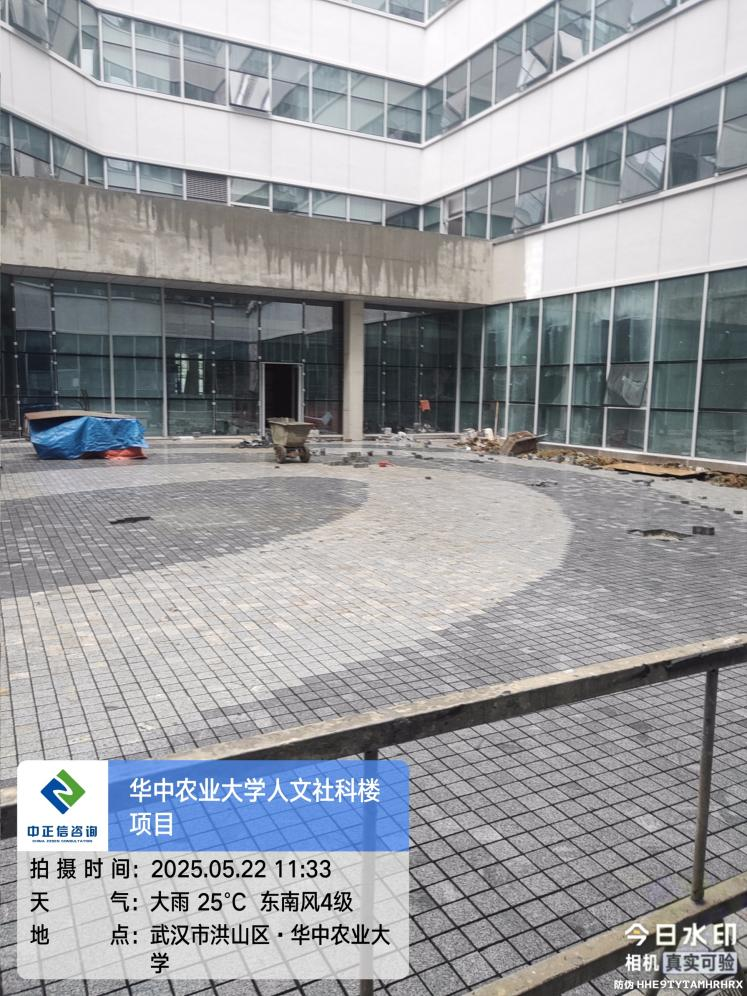 华中农业大学人文社科楼
项目
中正信咨询
CHINA ZHXIN CONSULTATION
拍摄时间：2025.05.22 11:33
天气：大雨 25℃ 东南风4级
地点：武汉市洪山区·华中农业大
学
今日水印
相机 真实可验
防伪 HHE9TYTAMHRHRX